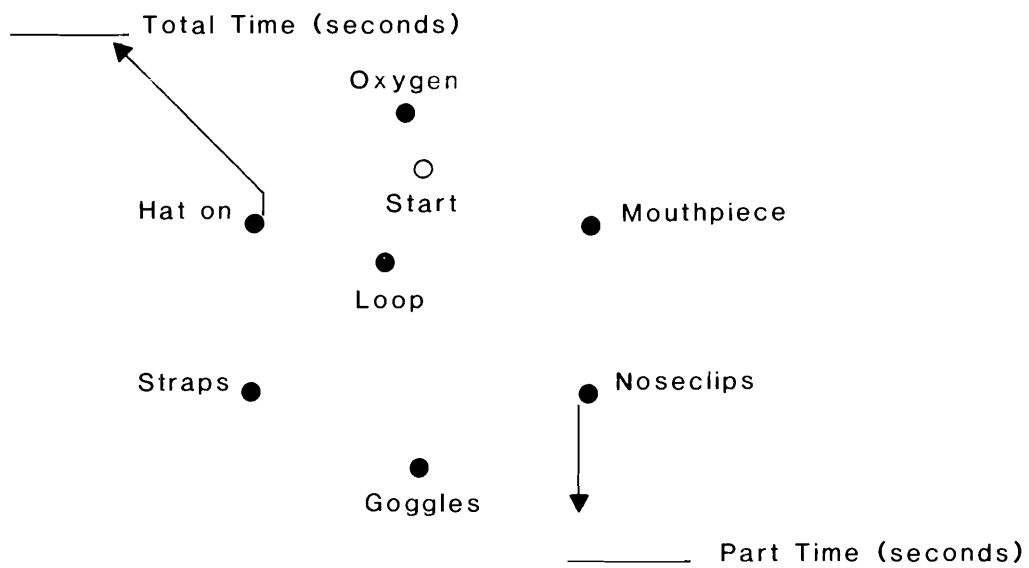 Total Time (seconds)
Oxygen
Start
Hat on
Mouthpiece
Loop
Straps
Noseclips
Goggles
Part Time (seconds)